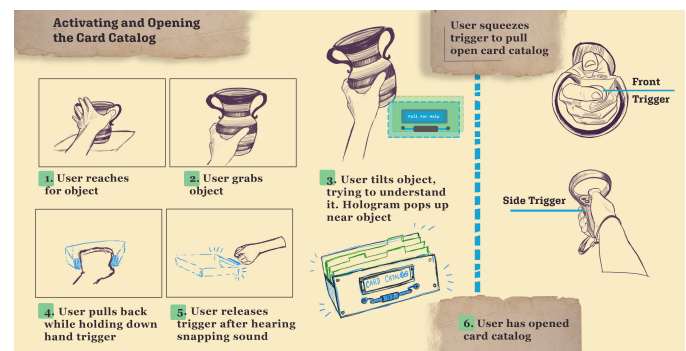 Activating and Opening
the Card Catalog
1. User reaches
for object
2. User grabs
object
3. User tilts object,
trying to understand
it. Hologram pops up
near object
Pull For Help
4. User pulls back
while holding down
hand trigger
5. User releases
trigger after hearing
snapping sound
CARD CATALOG
User squeezes
trigger to pull
open card catalog
6. User has opened
card catalog
Front
Trigger
Side Trigger